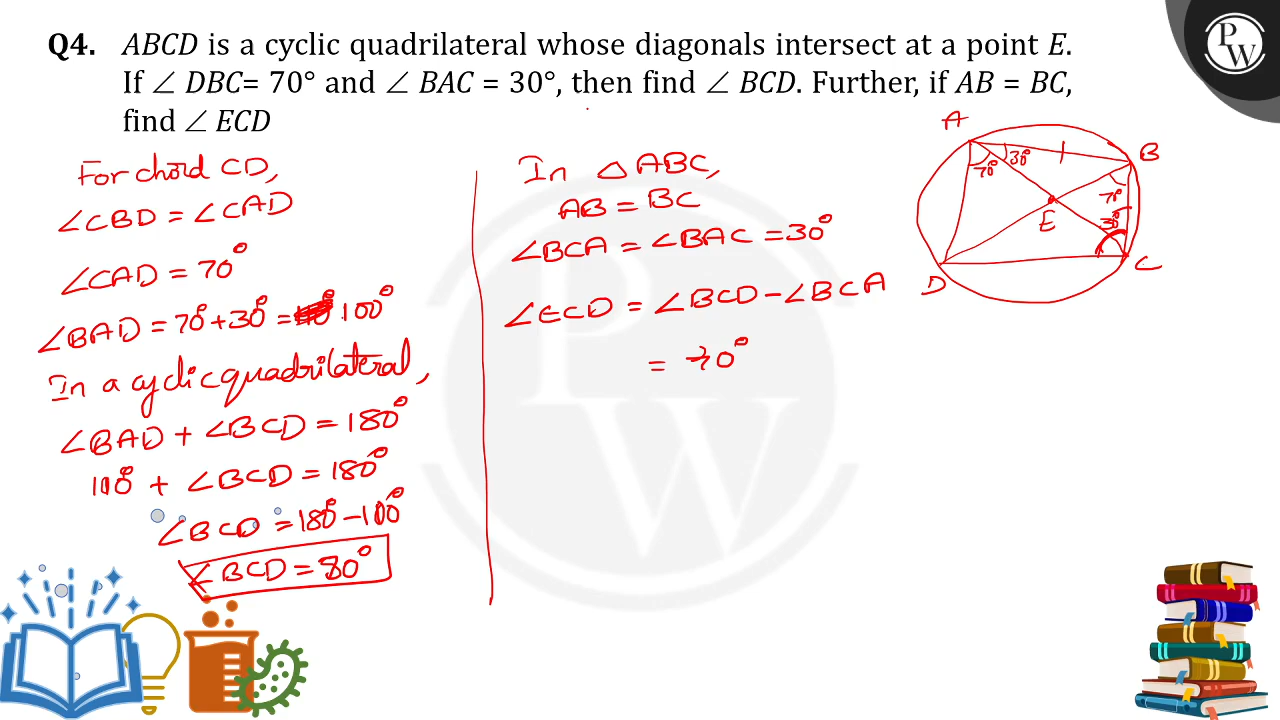 Q4. ABCD is a cyclic quadrilateral whose diagonals intersect at a point E.
If ∠ DBC= 70° and ∠ BAC = 30°, then find ∠ BCD. Further, if AB = BC,
find ∠ ECD
For chord CD,
∠CBD = ∠CAD
∠CAD = 70°
∠BAD = 70° + 30° = 100°
In a cyclic quadrilateral,
∠BAD + ∠BCD = 180°
100° + ∠BCD = 180°
∠BCD = 180° - 100°
∠BCD = 80°
In △ ABC,
AB = BC
∠BCA = ∠BAC = 30°
∠ECD = ∠BCD - ∠BCA
= 70°
A
B
70°
30°
70°
30°
E
D
C
PW
PW